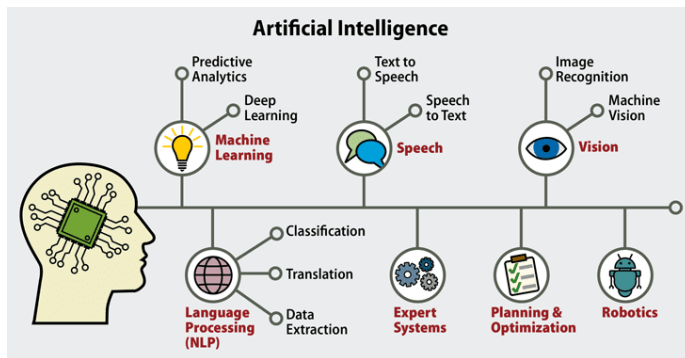 Artificial Intelligence
Predictive
Analytics
Deep
Learning
Machine
Learning
Text to
Speech
Speech
to Text
Speech
Image
Recognition
Machine
Vision
Vision
Classification
Translation
Data
Extraction
Language
Processing
(NLP)
Expert
Systems
Planning &
Optimization
Robotics